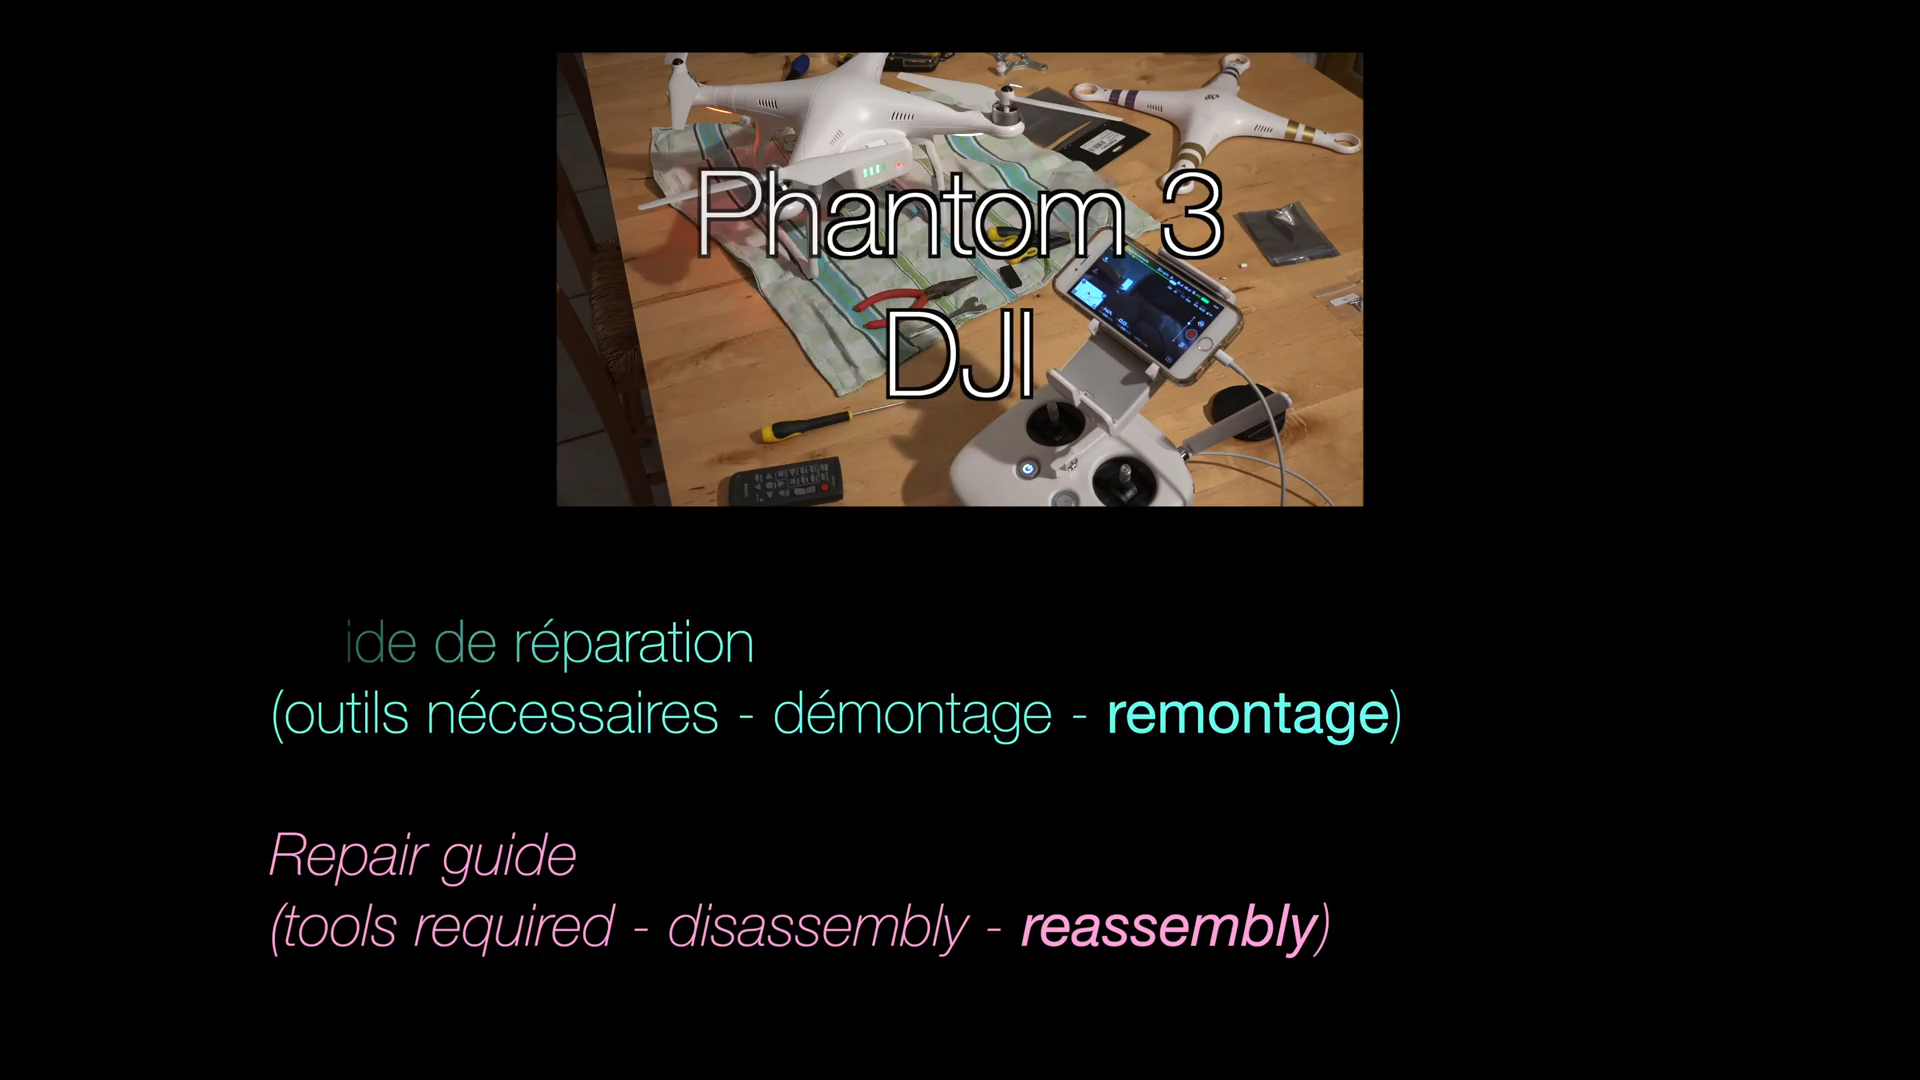 Phantom 3
DJI
ide de réparation
(outils nécessaires - démontage - remontage)
Repair guide
(tools required - disassembly - reassembly)